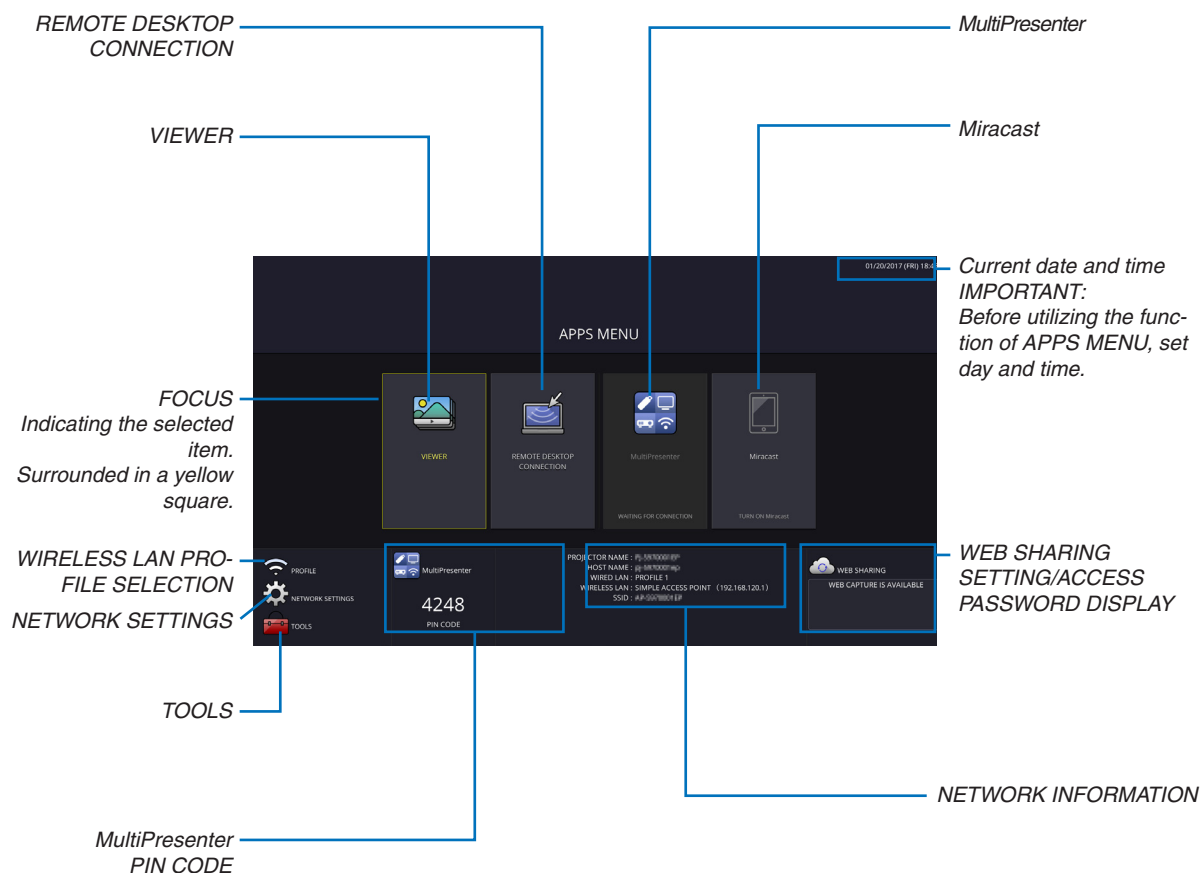 REMOTE DESKTOP
CONNECTION
MultiPresenter
VIEWER
Miracast
Current date and time
IMPORTANT:
Before utilizing the func-
tion of APPS MENU, set
day and time.
01/20/2017 (FRI) 18:4
APPS MENU
FOCUS
Indicating the selected
item.
Surrounded in a yellow
square.
VIEWER
REMOTE DESKTOP
CONNECTION
MultiPresenter
WAITING FOR CONNECTION
Miracast
TURN ON Miracast
WIRELESS LAN PRO-
FILE SELECTION
NETWORK SETTINGS
TOOLS
PROFILE
NETWORK SETTINGS
TOOLS
MultiPresenter
4248
PIN CODE
PROJECTOR NAME :
HOST NAME :
WIRED LAN : PROFILE 1
WIRELESS LAN : SIMPLE ACCESS POINT (192.168.120.1)
SSID :
WEB SHARING
WEB CAPTURE IS AVAILABLE
WEB SHARING
SETTING/ACCESS
PASSWORD DISPLAY
NETWORK INFORMATION
MultiPresenter
PIN CODE